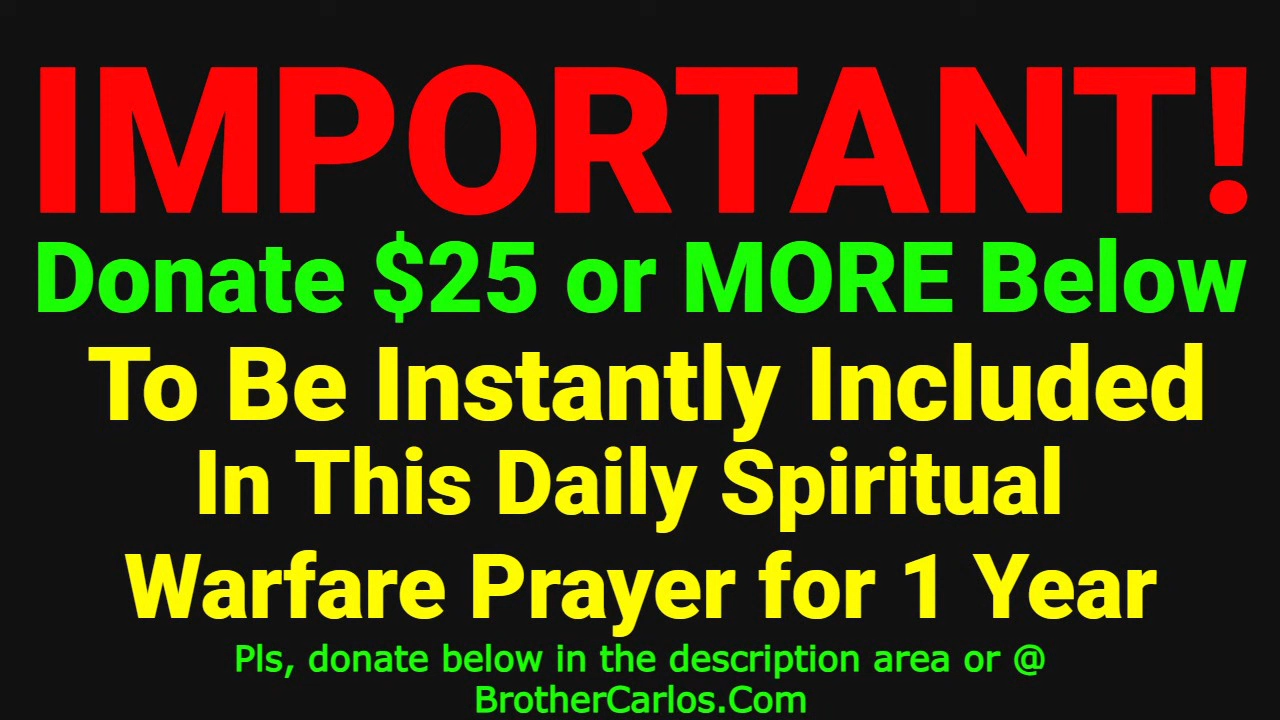 IMPORTANT!
Donate $25 or MORE Below
To Be Instantly Included
In This Daily Spiritual
Warfare Prayer for 1 Year
Pls, donate below in the description area or @
BrotherCarlos.Com